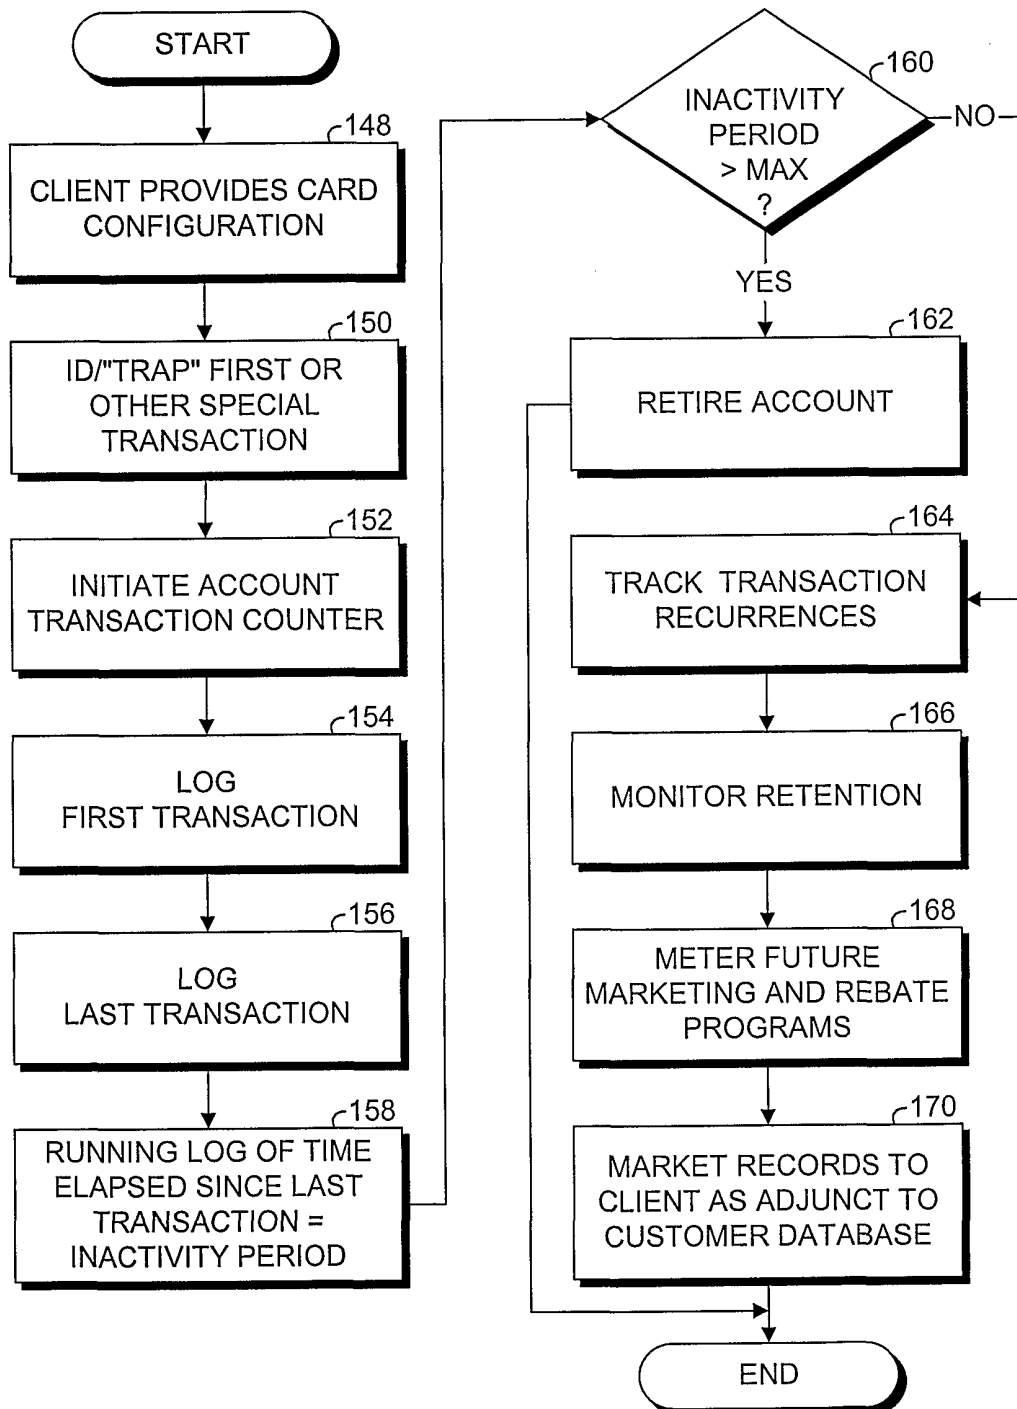 START
148
CLIENT PROVIDES CARD
CONFIGURATION
150
ID/"TRAP" FIRST OR
OTHER SPECIAL
TRANSACTION
152
INITIATE ACCOUNT
TRANSACTION COUNTER
154
LOG
FIRST TRANSACTION
156
LOG
LAST TRANSACTION
158
RUNNING LOG OF TIME
ELAPSED SINCE LAST
TRANSACTION =
INACTIVITY PERIOD
160
INACTIVITY
PERIOD
> MAX
?
NO
YES
162
RETIRE ACCOUNT
164
TRACK TRANSACTION
RECURRENCES
166
MONITOR RETENTION
168
METER FUTURE
MARKETING AND REBATE
PROGRAMS
170
MARKET RECORDS TO
CLIENT AS ADJUNCT TO
CUSTOMER DATABASE
END